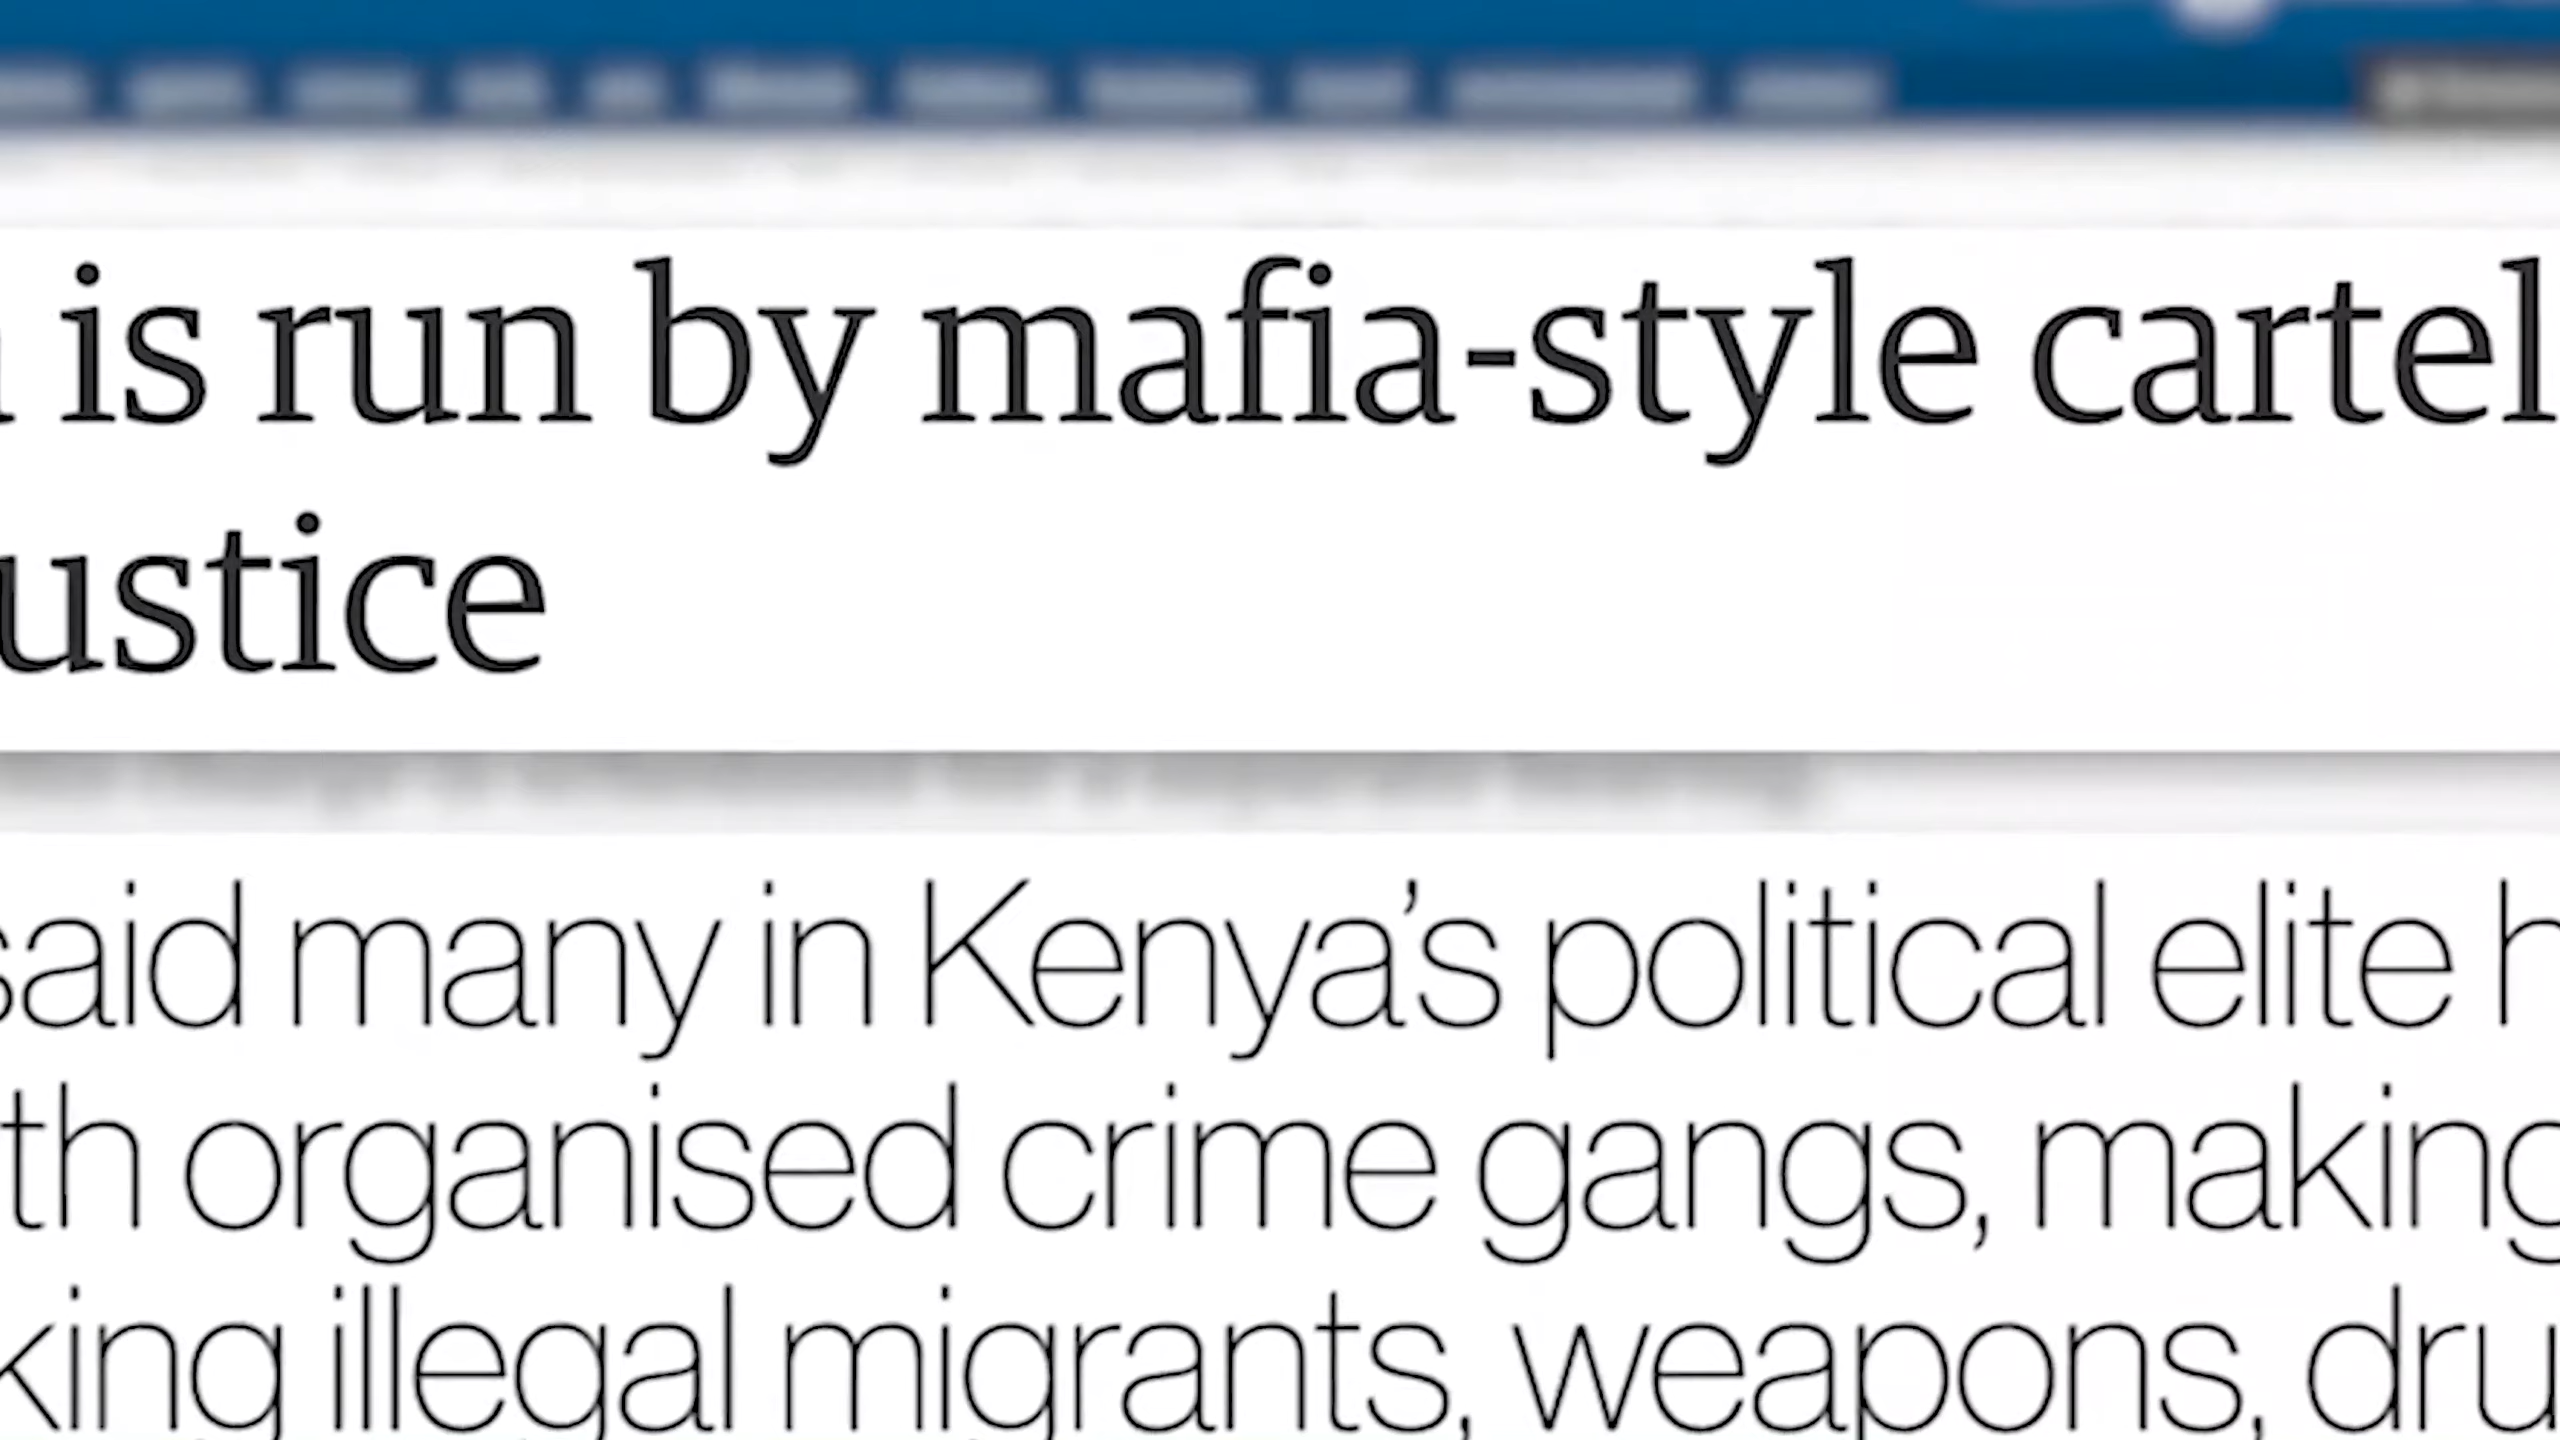 is run by mafia-style cartel
ustice
said many in Kenya’s political elite h
th organised crime gangs, making
king illegal migrants, weapons, dru